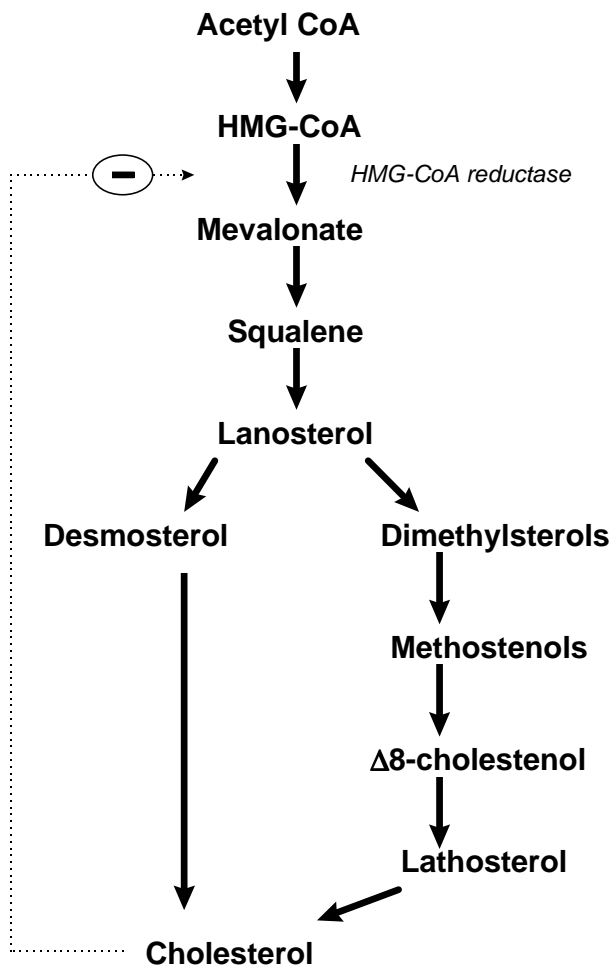 Acetyl CoA
HMG-CoA
HMG-CoA reductase
Mevalonate
Squalene
Lanosterol
Desmosterol
Dimethylsterols
Methostenols
Δ8-cholestenol
Lathosterol
Cholesterol